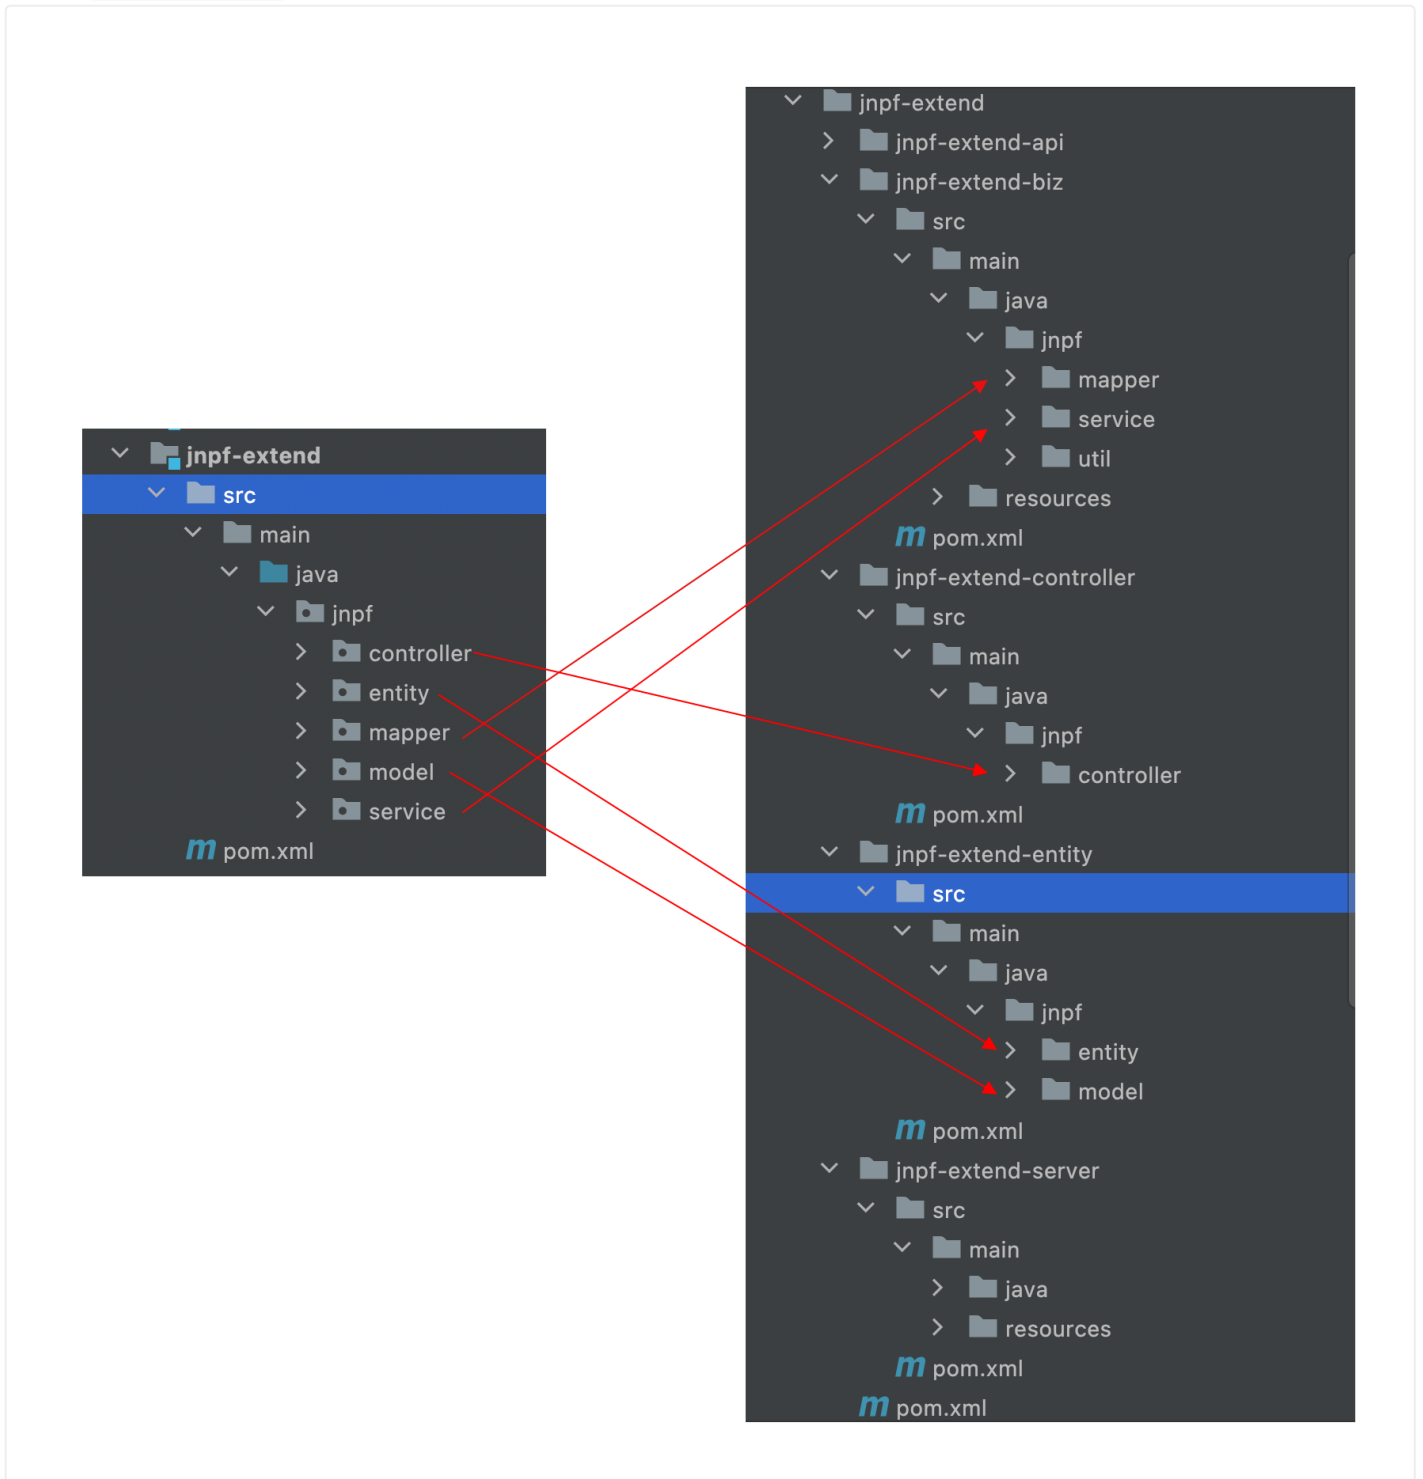 jnpf-extend
src
main
java
jnpf
controller
entity
mapper
model
service
pom.xml
jnpf-extend
jnpf-extend-api
jnpf-extend-biz
src
main
java
jnpf
mapper
service
util
resources
pom.xml
jnpf-extend-controller
src
main
java
jnpf
controller
pom.xml
jnpf-extend-entity
src
main
java
jnpf
entity
model
pom.xml
jnpf-extend-server
src
main
java
resources
pom.xml
pom.xml